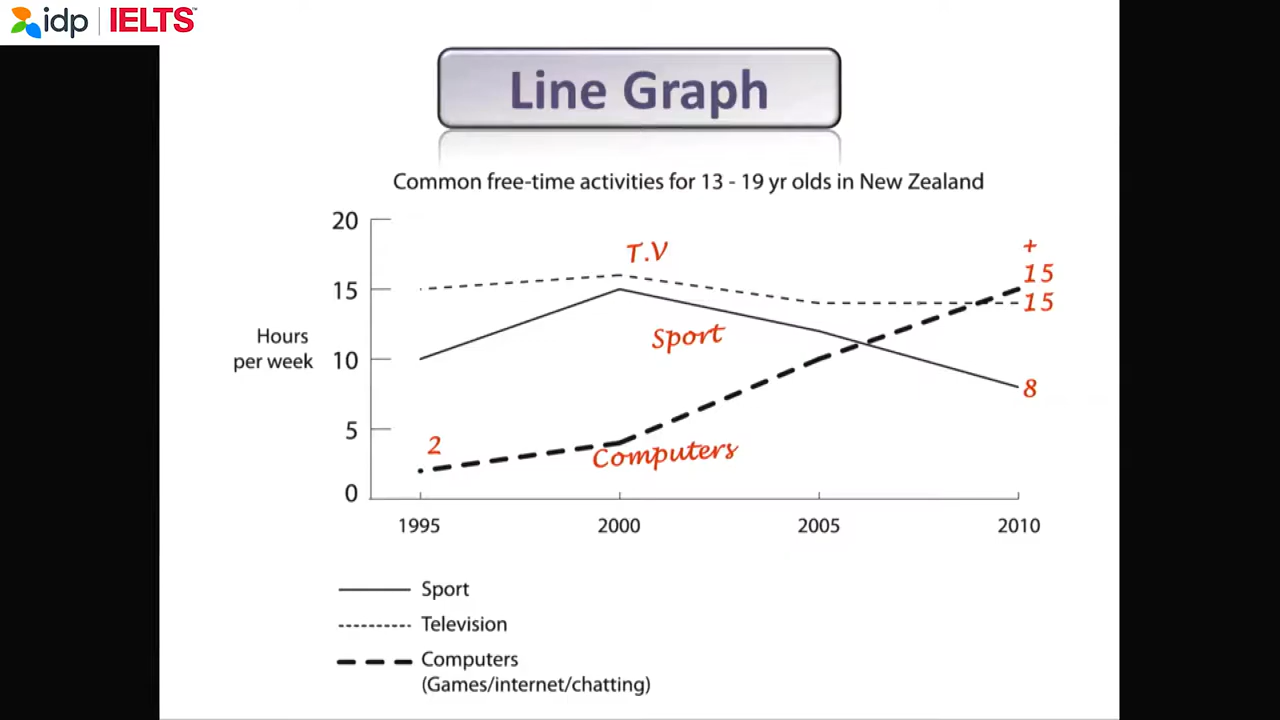 idp | IELTS™
Line Graph
Common free-time activities for 13 - 19 yr olds in New Zealand
20
15
10
5
0
Hours
per week
T.V
Sport
Computers
2
+
15
15
8
1995 2000 2005 2010
Sport
Television
Computers
(Games/internet/chatting)